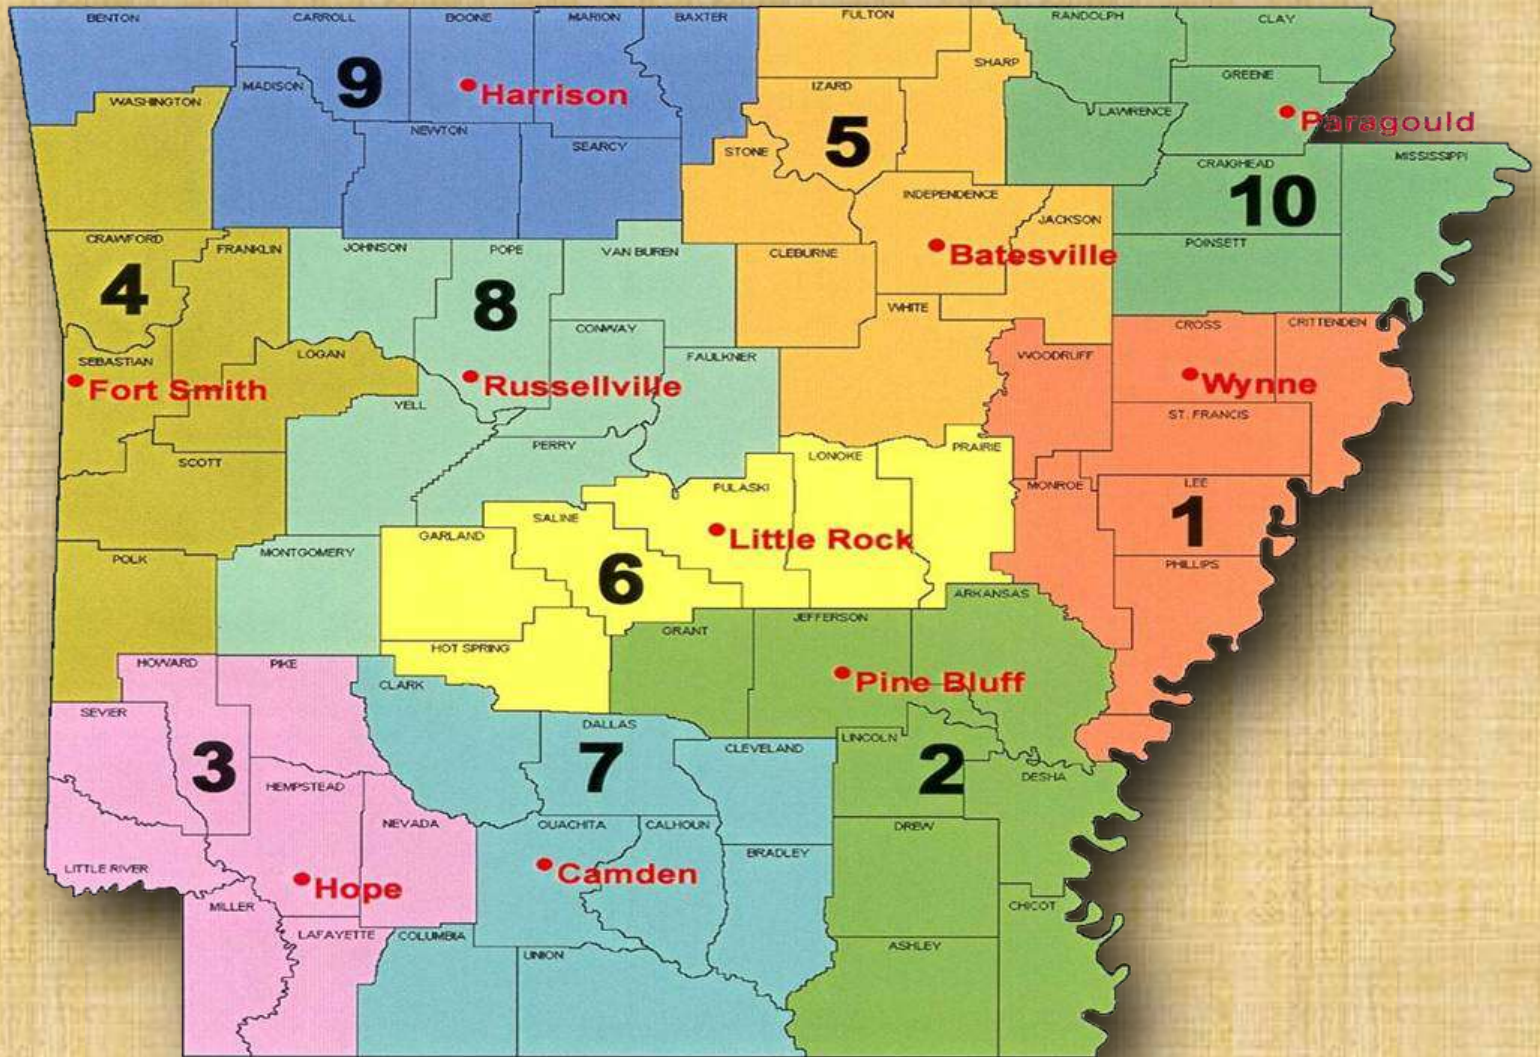 BENTON
CARROLL
BOONE
MARION
BAXTER
FULTON
SHARP
RANDOLPH
CLAY
WASHINGTON
MADISON
9
Harrison
IZARD
GREENE
LAWRENCE
Paragould
NEWTON
SEARCY
STONE
5
CRAIGHEAD
MISSISSIPPI
10
INDEPENDENCE
JACKSON
CRAWFORD
FRANKLIN
JOHNSON
POPE
VAN BUREN
CLEBURNE
Batesville
POINSETT
4
8
WHITE
CONWAY
CROSS
CRITTENDEN
SEBASTIAN
LOGAN
FAULKNER
WOODRUFF
Fort Smith
Russellville
Wynne
YELL
ST. FRANCIS
SCOTT
PERRY
LONOKE
PRAIRIE
PULASKI
MONROE
LEE
1
SALINE
GARLAND
Little Rock
POLK
MONTGOMERY
6
PHILLIPS
ARKANSAS
GRANT
JEFFERSON
HOT SPRING
HOWARD
PIKE
CLARK
Pine Bluff
SEVIER
DALLAS
CLEVELAND
LINCOLN
3
7
2
DESHA
HEMPSTEAD
NEVADA
OUACHITA
CALHOUN
DREW
LITTLE RIVER
Hope
Camden
BRADLEY
MILLER
CHICOT
LAFAYETTE
COLUMBIA
UNION
ASHLEY